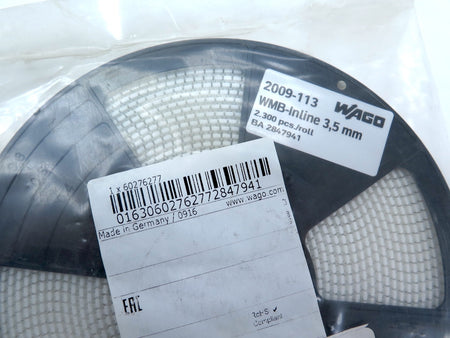 2009-113
WMB-Inline 3,5 mm
2.300 pcs./roll
BA 2847941
WAGO
1 x 60276277
01630602762772847941
www.wago.com
Made in Germany / 0916
EAC
RoHS ✓
Compliant